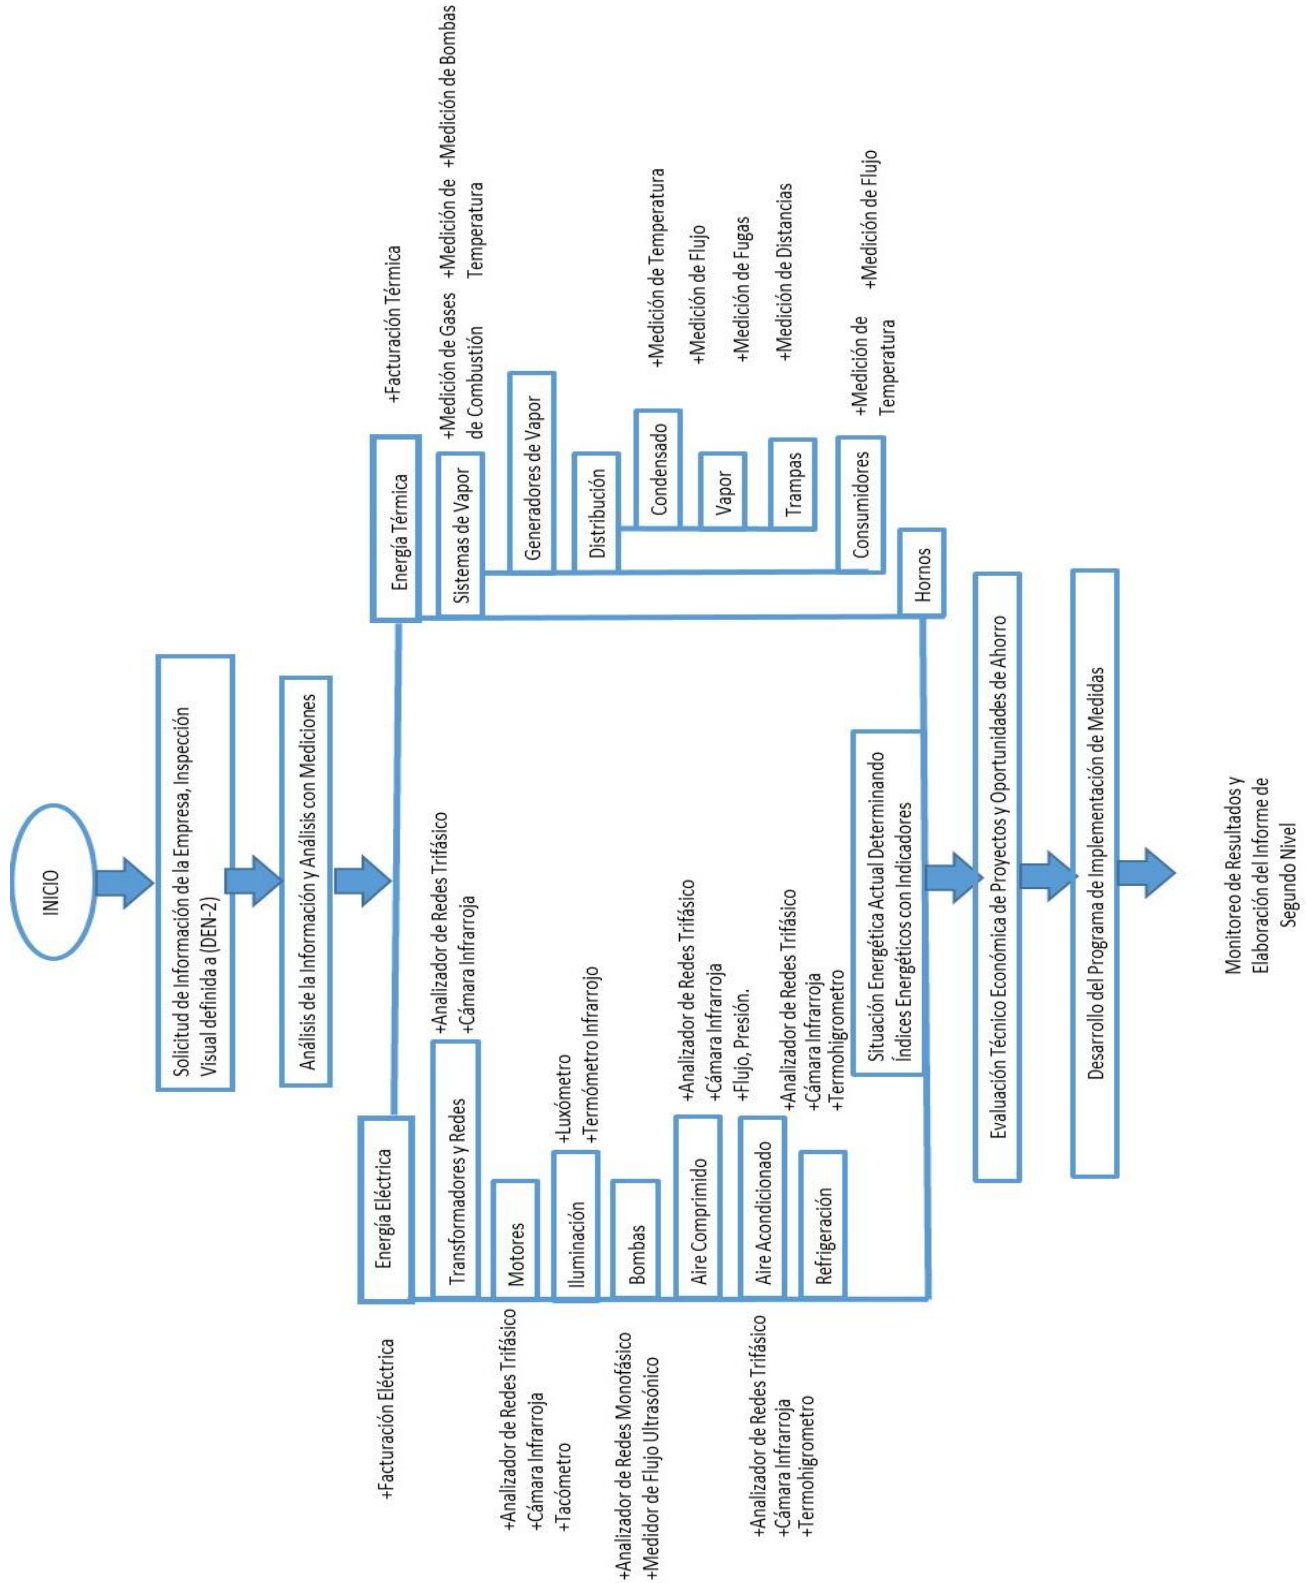 INICIO
Solicitud de Información de la Empresa, Inspección
Visual definida a (DEN-2)
Análisis de la Información y Análisis con Mediciones
+Facturación Eléctrica
Energía Eléctrica
Transformadores y Redes
+Analizador de Redes Trifásico
+Cámara Infrarroja
Motores
+Analizador de Redes Trifásico
+Cámara Infrarroja
+Tacómetro
Iluminación
+Luxómetro
+Termómetro Infrarrojo
Bombas
+Analizador de Redes Monofásico
+Medidor de Flujo Ultrasónico
Aire Comprimido
+Analizador de Redes Trifásico
+Cámara Infrarroja
+Flujo, Presión.
Aire Acondicionado
+Analizador de Redes Trifásico
+Cámara Infrarroja
+Termohigrometro
Refrigeración
+Analizador de Redes Trifásico
+Cámara Infrarroja
+Termohigrometro
Energía Térmica
+Facturación Térmica
Sistemas de Vapor
+Medición de Gases
de Combustión
+Medición de
Temperatura
+Medición de Bombas
Generadores de Vapor
Distribución
Condensado
+Medición de Temperatura
Vapor
+Medición de Flujo
+Medición de Fugas
Trampas
+Medición de Distancias
Consumidores
+Medición de
Temperatura
+Medición de Flujo
Hornos
Situación Energética Actual Determinando
Índices Energéticos con Indicadores
Evaluación Técnico Económica de Proyectos y Oportunidades de Ahorro
Desarrollo del Programa de Implementación de Medidas
Monitoreo de Resultados y
Elaboración del Informe de
Segundo Nivel